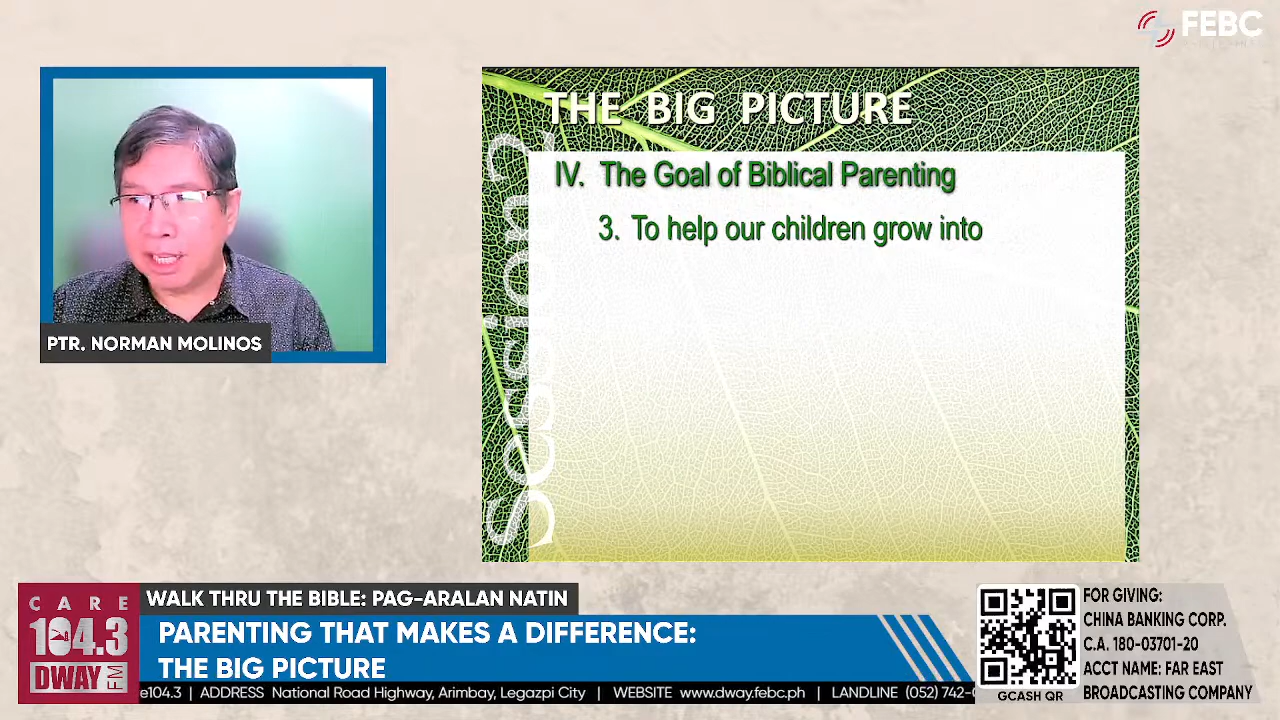 FEBC
THE BIG PICTURE
IV. The Goal of Biblical Parenting
3. To help our children grow into
Session
PTR. NORMAN MOLINOS
CARE
104.3
DWAY FM
WALK THRU THE BIBLE: PAG-ARALAN NATIN
PARENTING THAT MAKES A DIFFERENCE:
THE BIG PICTURE
e104.3 | ADDRESS National Road Highway, Arimbay, Legazpi City | WEBSITE www.dway.febc.ph | LANDLINE (052) 742-
GCASH QR
FOR GIVING:
CHINA BANKING CORP.
C.A. 180-03701-20
ACCT NAME: FAR EAST
BROADCASTING COMPANY